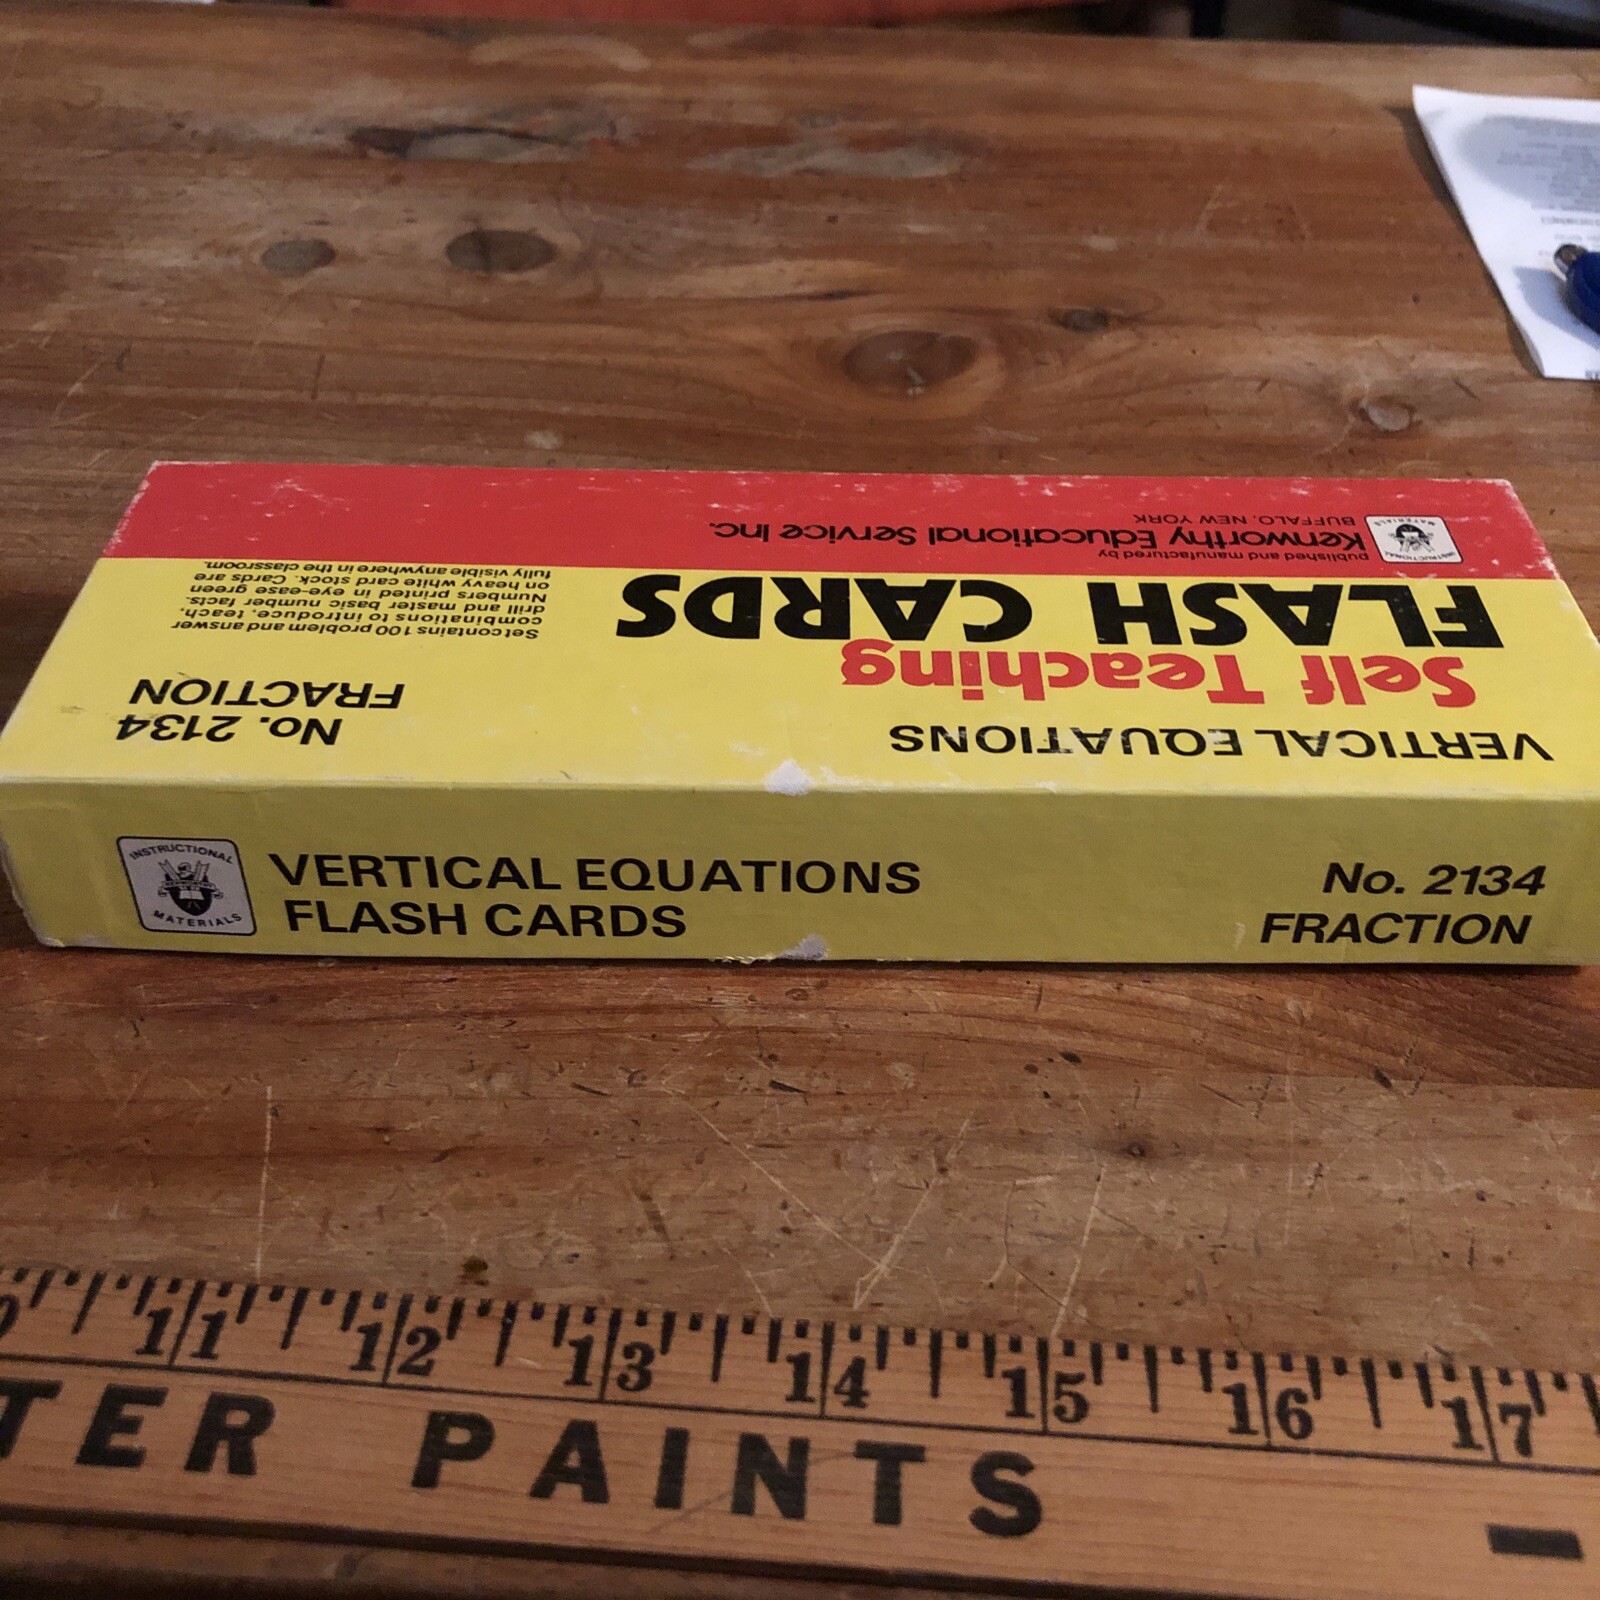 published and manufactured by
Kenworthy Educational Service Inc.
BUFFALO, NEW YORK
INSTRUCTIONAL
MATERIALS
VERTICAL EQUATIONS
Self Teaching
FLASH CARDS
No. 2134
FRACTION
Set contains 100 problem and answer
combinations to introduce, teach,
drill and master basic number facts.
Numbers printed in eye-ease green
on heavy white card stock. Cards are
fully visible anywhere in the classroom.
INSTRUCTIONAL
MATERIALS
VERTICAL EQUATIONS
FLASH CARDS
No. 2134
FRACTION
11 12 13 14 15 16 17
TER PAINTS -